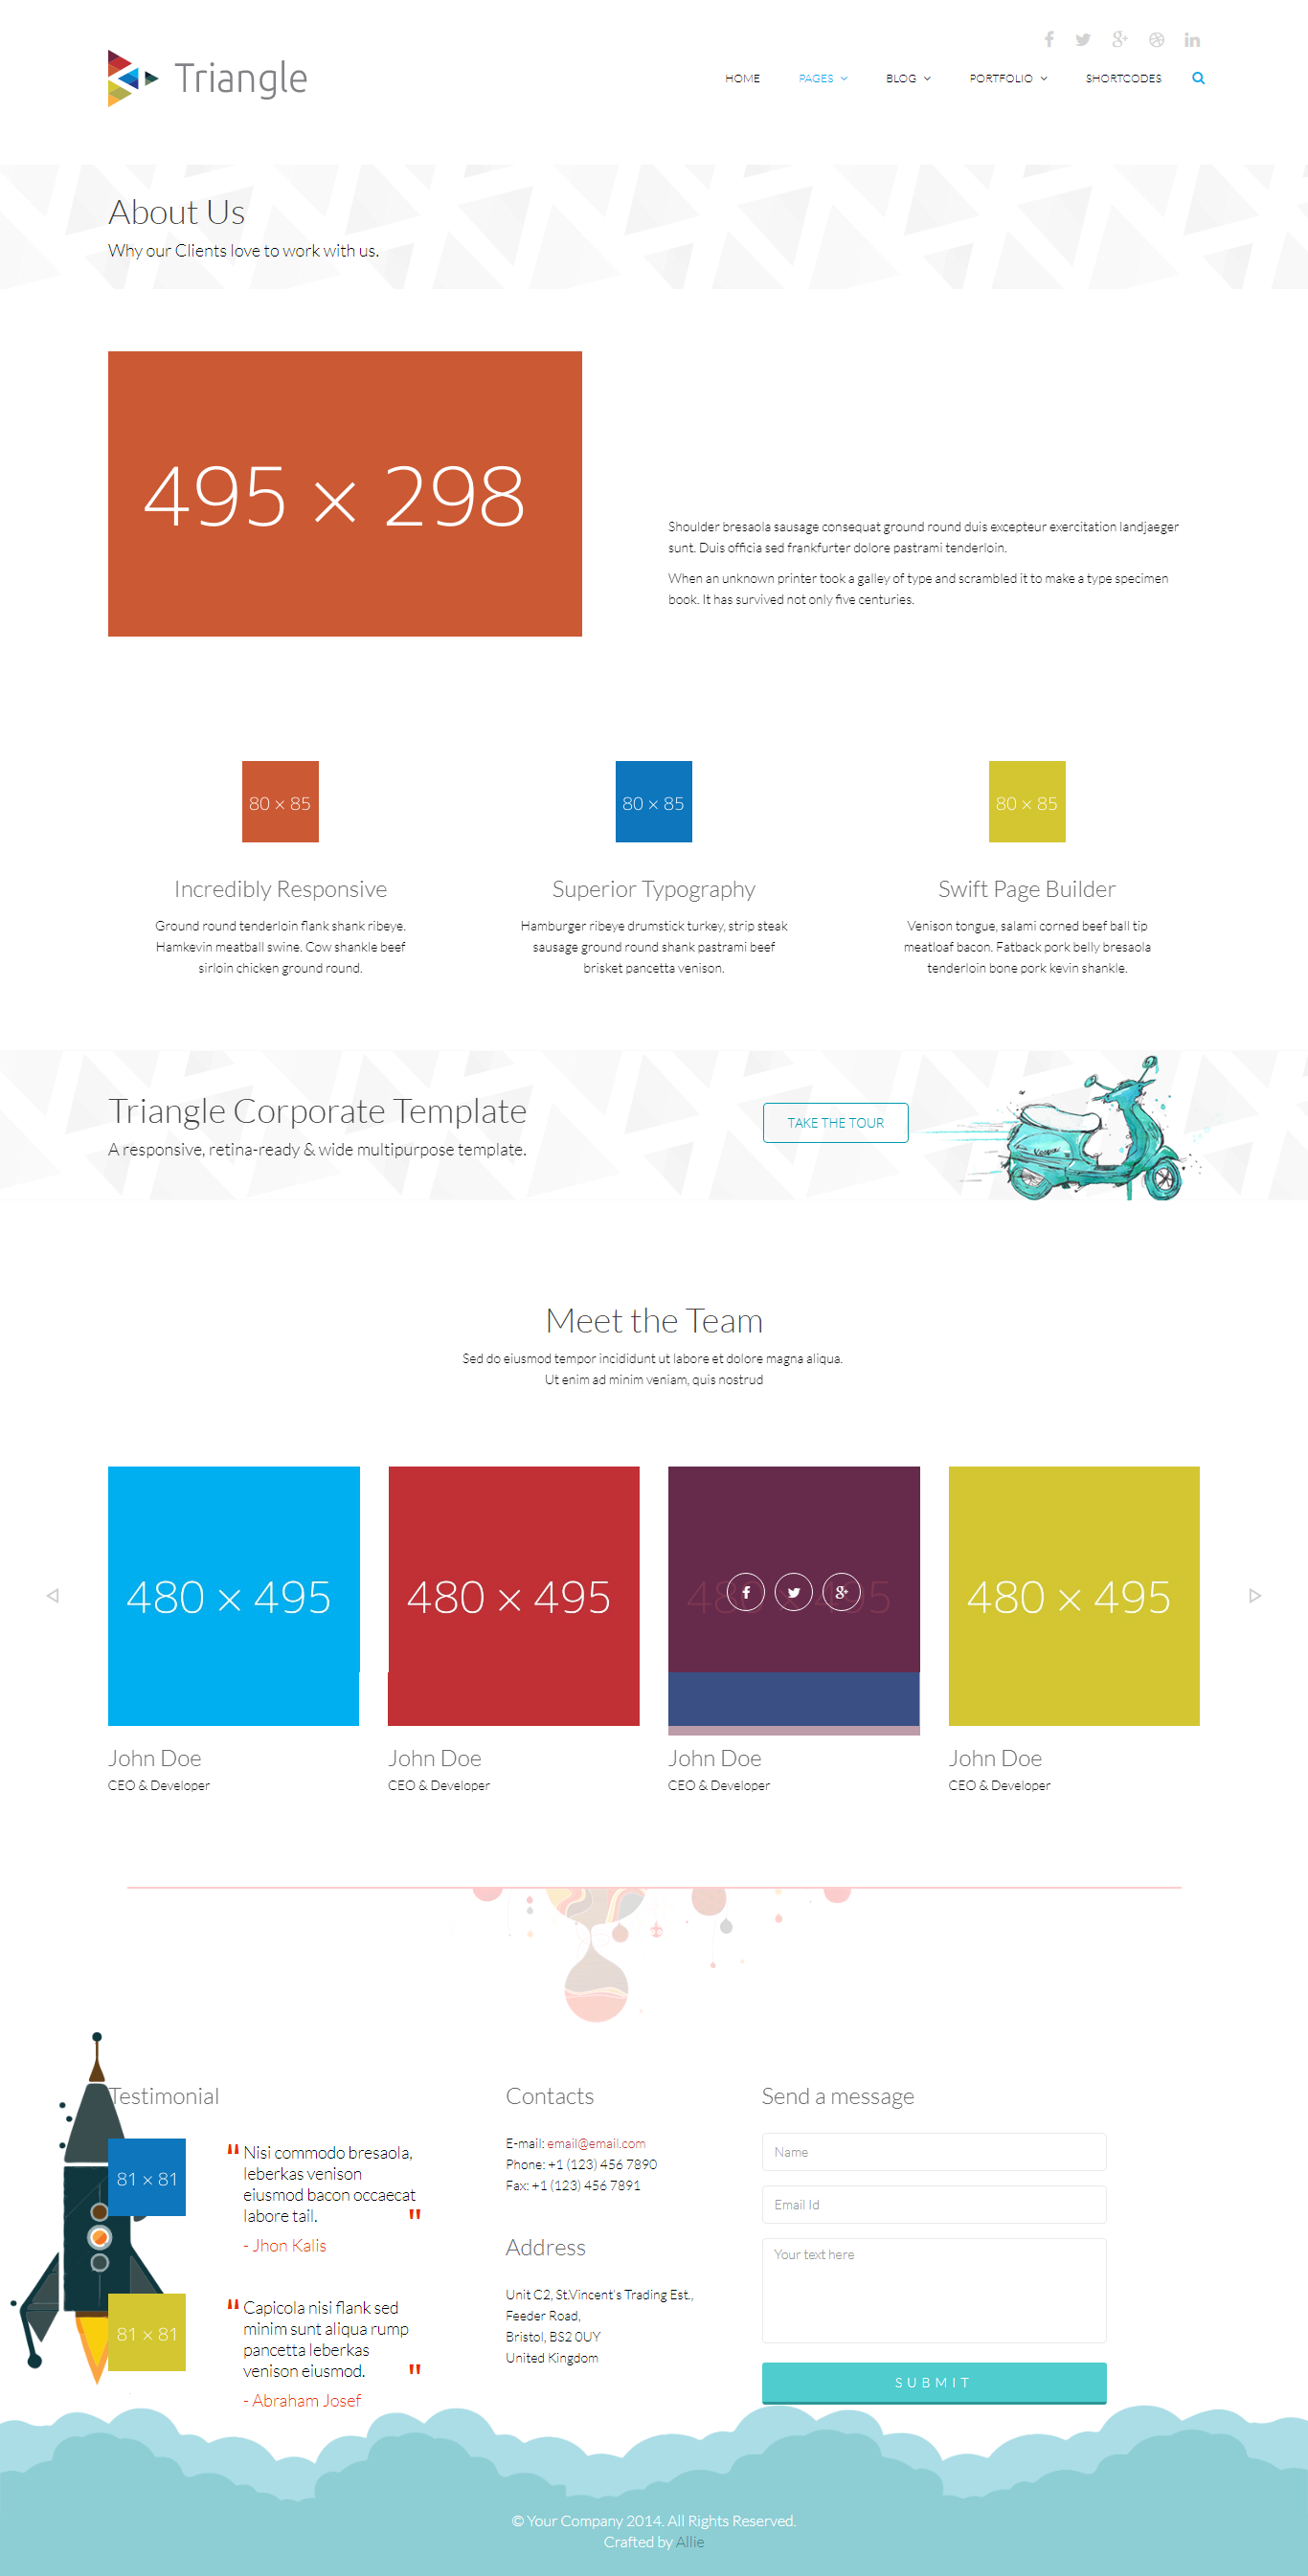 Triangle
HOME
PAGES
BLOG
PORTFOLIO
SHORTCODES
About Us
Why our Clients love to work with us.
495 × 298
Shoulder bresaola sausage consequat ground round duis excepteur exercitation landjaeger
sunt. Duis officia sed frankfurter dolore pastrami tenderloin.
When an unknown printer took a galley of type and scrambled it to make a type specimen
book. It has survived not only five centuries.
80 × 85
80 × 85
80 × 85
Incredibly Responsive
Ground round tenderloin flank shank ribeye.
Hamkevin meatball swine. Cow shankle beef
sirloin chicken ground round.
Superior Typography
Hamburger ribeye drumstick turkey, strip steak
sausage ground round shank pastrami beef
brisket pancetta venison.
Swift Page Builder
Venison tongue, salami corned beef ball tip
meatloaf bacon. Fatback pork belly bresaola
tenderloin bone pork kevin shankle.
Triangle Corporate Template
A responsive, retina-ready & wide multipurpose template.
TAKE THE TOUR
Vespa
Meet the Team
Sed do eiusmod tempor incididunt ut labore et dolore magna aliqua.
Ut enim ad minim veniam, quis nostrud
480 × 495
480 × 495
480 × 495
480 × 495
John Doe
CEO & Developer
John Doe
CEO & Developer
John Doe
CEO & Developer
John Doe
CEO & Developer
Testimonial
81 × 81
" Nisi commodo bresaola,
leberkas venison
eiusmod bacon occaecat
labore tail. "
- Jhon Kalis
81 × 81
" Capicola nisi flank sed
minim sunt aliqua rump
pancetta leberkas
venison eiusmod. "
- Abraham Josef
Contacts
E-mail: email@email.com
Phone: +1 (123) 456 7890
Fax: +1 (123) 456 7891
Address
Unit C2, St.Vincent's Trading Est.,
Feeder Road,
Bristol, BS2 0UY
United Kingdom
Send a message
Name
Email Id
Your text here
SUBMIT
© Your Company 2014. All Rights Reserved.
Crafted by Allie